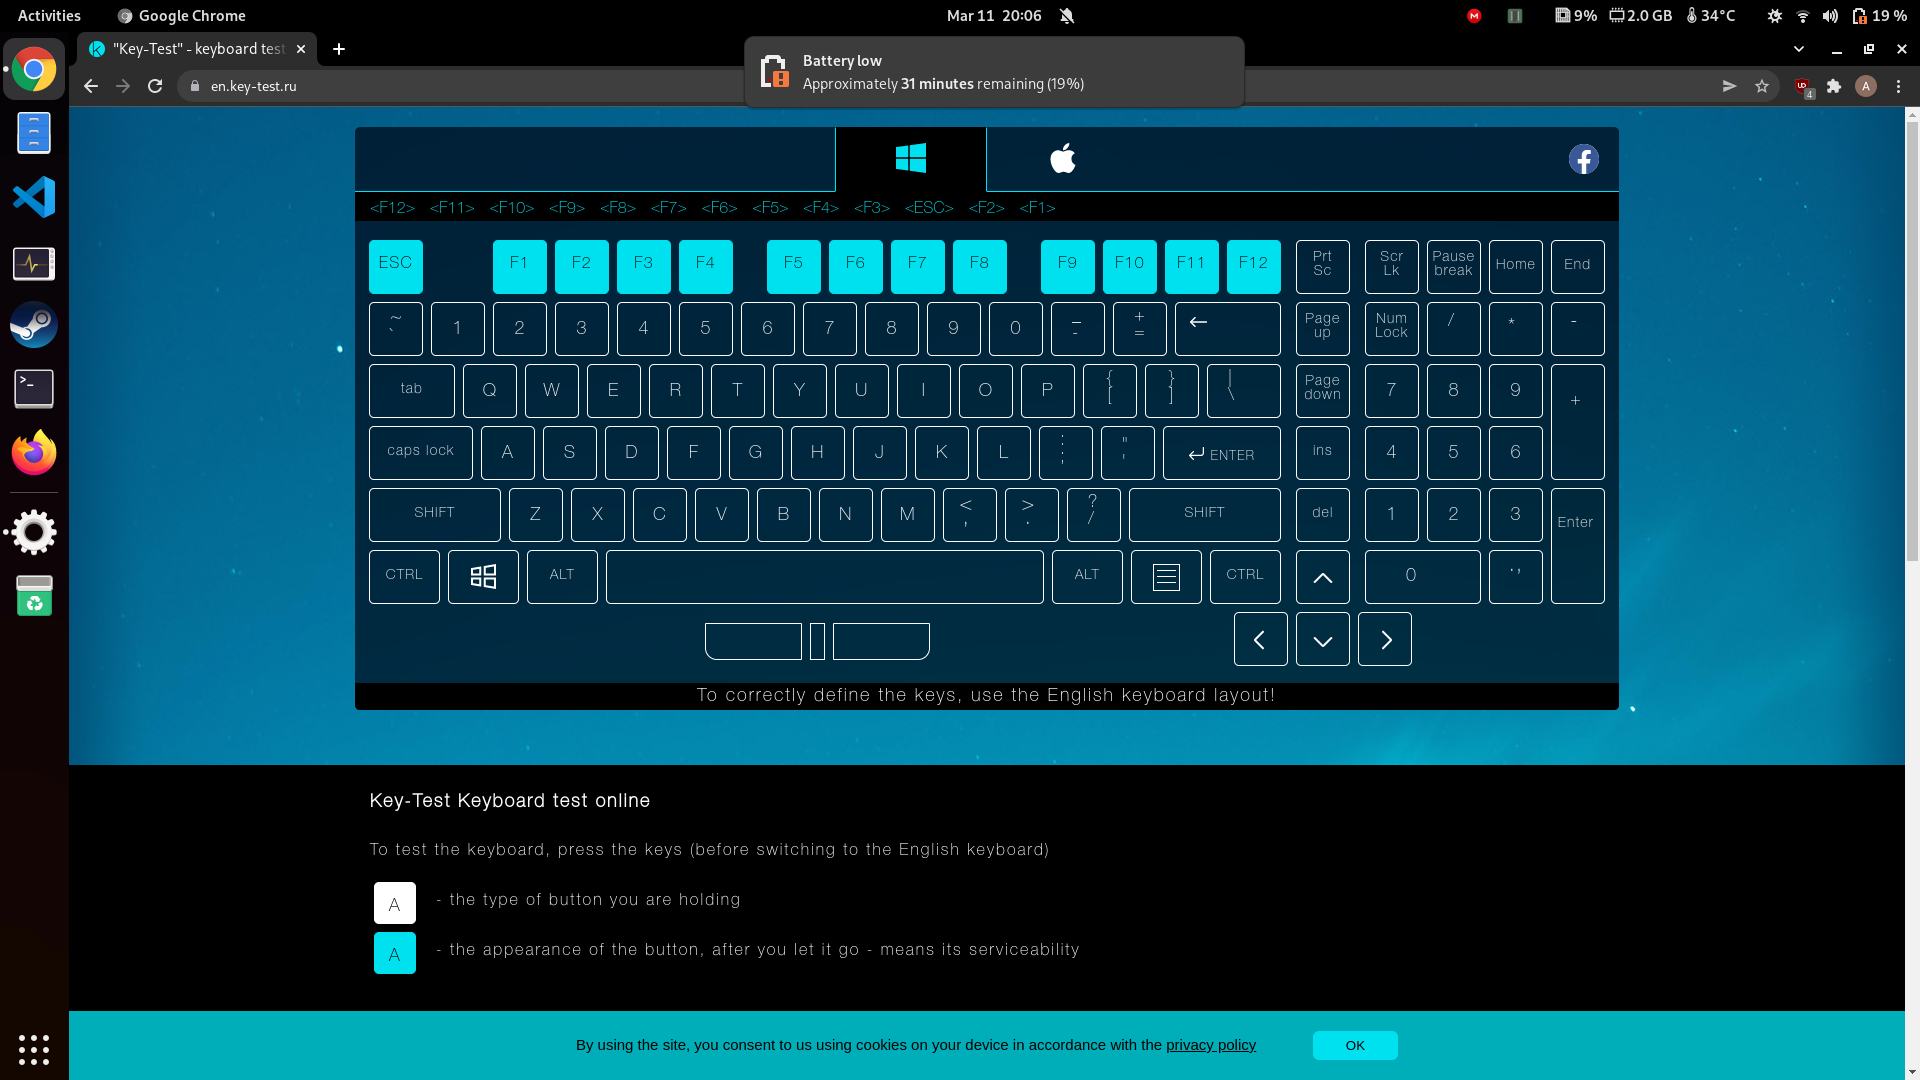 Activities Google Chrome Mar 11 20:06 9% 2.0 GB 34°C 19 %
"Key-Test" - keyboard test
Battery low
Approximately 31 minutes remaining (19%)
en.key-test.ru
4
A
<F12> <F11> <F10> <F9> <F8> <F7> <F6> <F5> <F4> <F3> <ESC> <F2> <F1>
ESC F1 F2 F3 F4 F5 F6 F7 F8 F9 F10 F11 F12 Prt Sc Scr Lk Pause break Home End
~ ` 1 2 3 4 5 6 7 8 9 0 _ - + = Page up Num Lock / * -
tab Q W E R T Y U I O P { [ } ] | \ Page down 7 8 9 +
caps lock A S D F G H J K L : ; " ' ENTER ins 4 5 6
SHIFT Z X C V B N M < , > . ? / SHIFT del 1 2 3 Enter
CTRL ALT ALT CTRL 0 . ,
To correctly define the keys, use the English keyboard layout!
Key-Test Keyboard test online
To test the keyboard, press the keys (before switching to the English keyboard)
A - the type of button you are holding
A - the appearance of the button, after you let it go - means its serviceability
By using the site, you consent to us using cookies on your device in accordance with the privacy policy OK